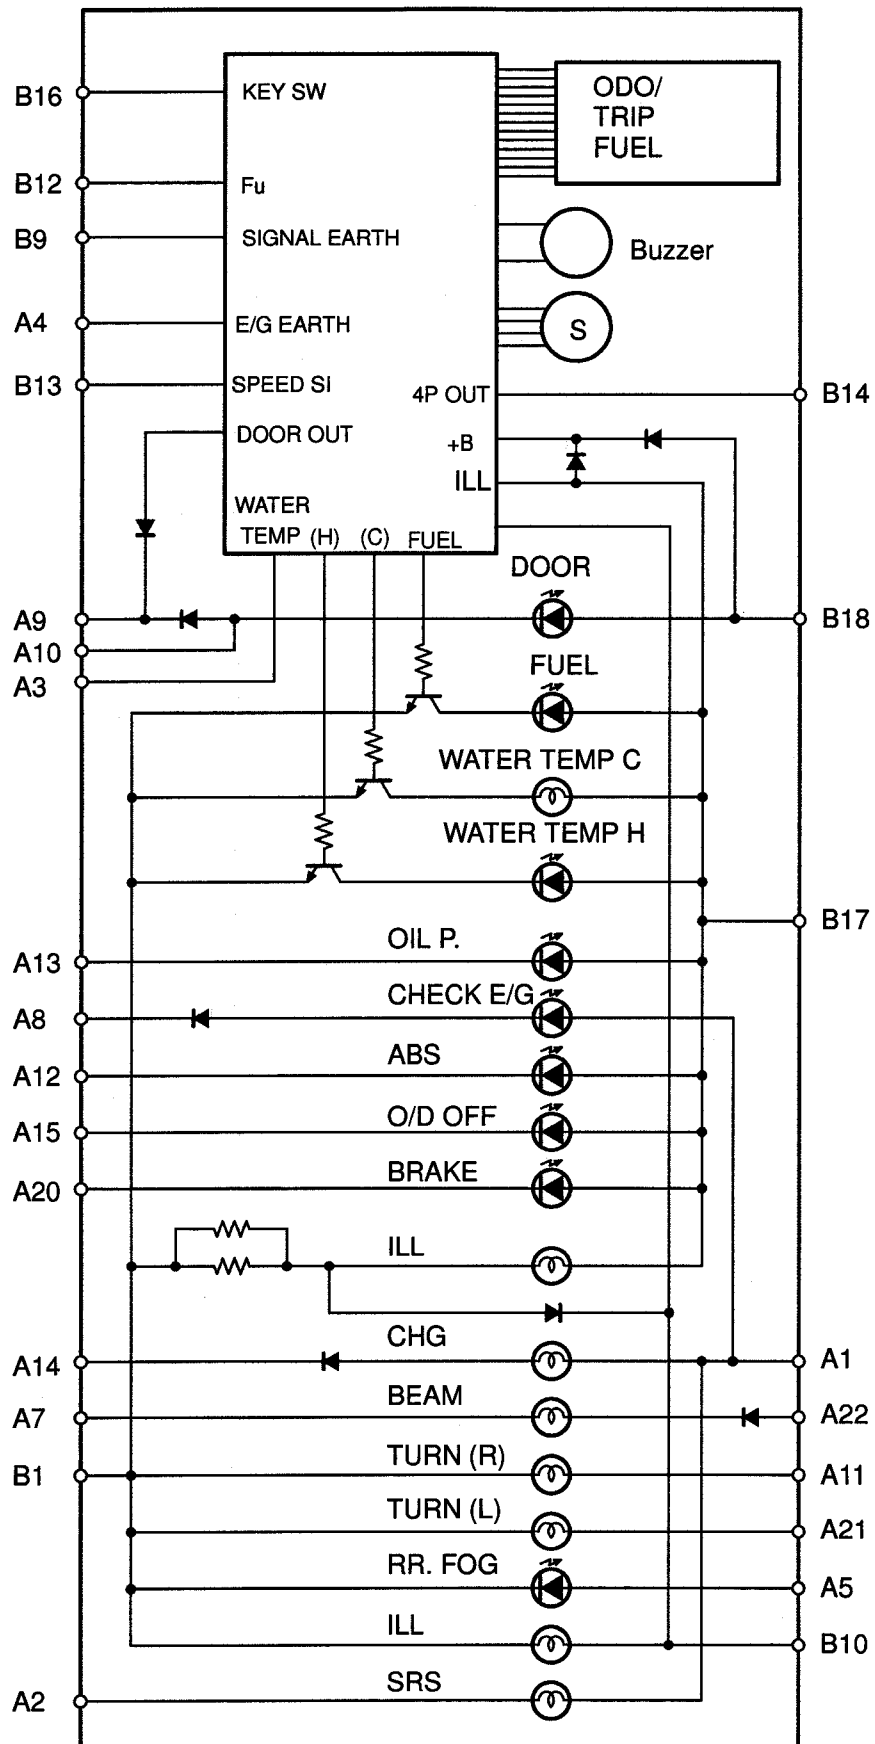 B16
KEY SW
ODO/
TRIP
FUEL
B12
Fu
B9
SIGNAL EARTH
Buzzer
A4
E/G EARTH
S
B13
SPEED SI
4P OUT
B14
DOOR OUT
+B
ILL
WATER
TEMP (H) (C) FUEL
DOOR
A9
B18
A10
A3
FUEL
WATER TEMP C
WATER TEMP H
B17
OIL P.
A13
CHECK E/G
A8
ABS
A12
O/D OFF
A15
BRAKE
A20
ILL
CHG
A14
A1
BEAM
A7
A22
TURN (R)
B1
A11
TURN (L)
A21
RR. FOG
A5
ILL
B10
SRS
A2